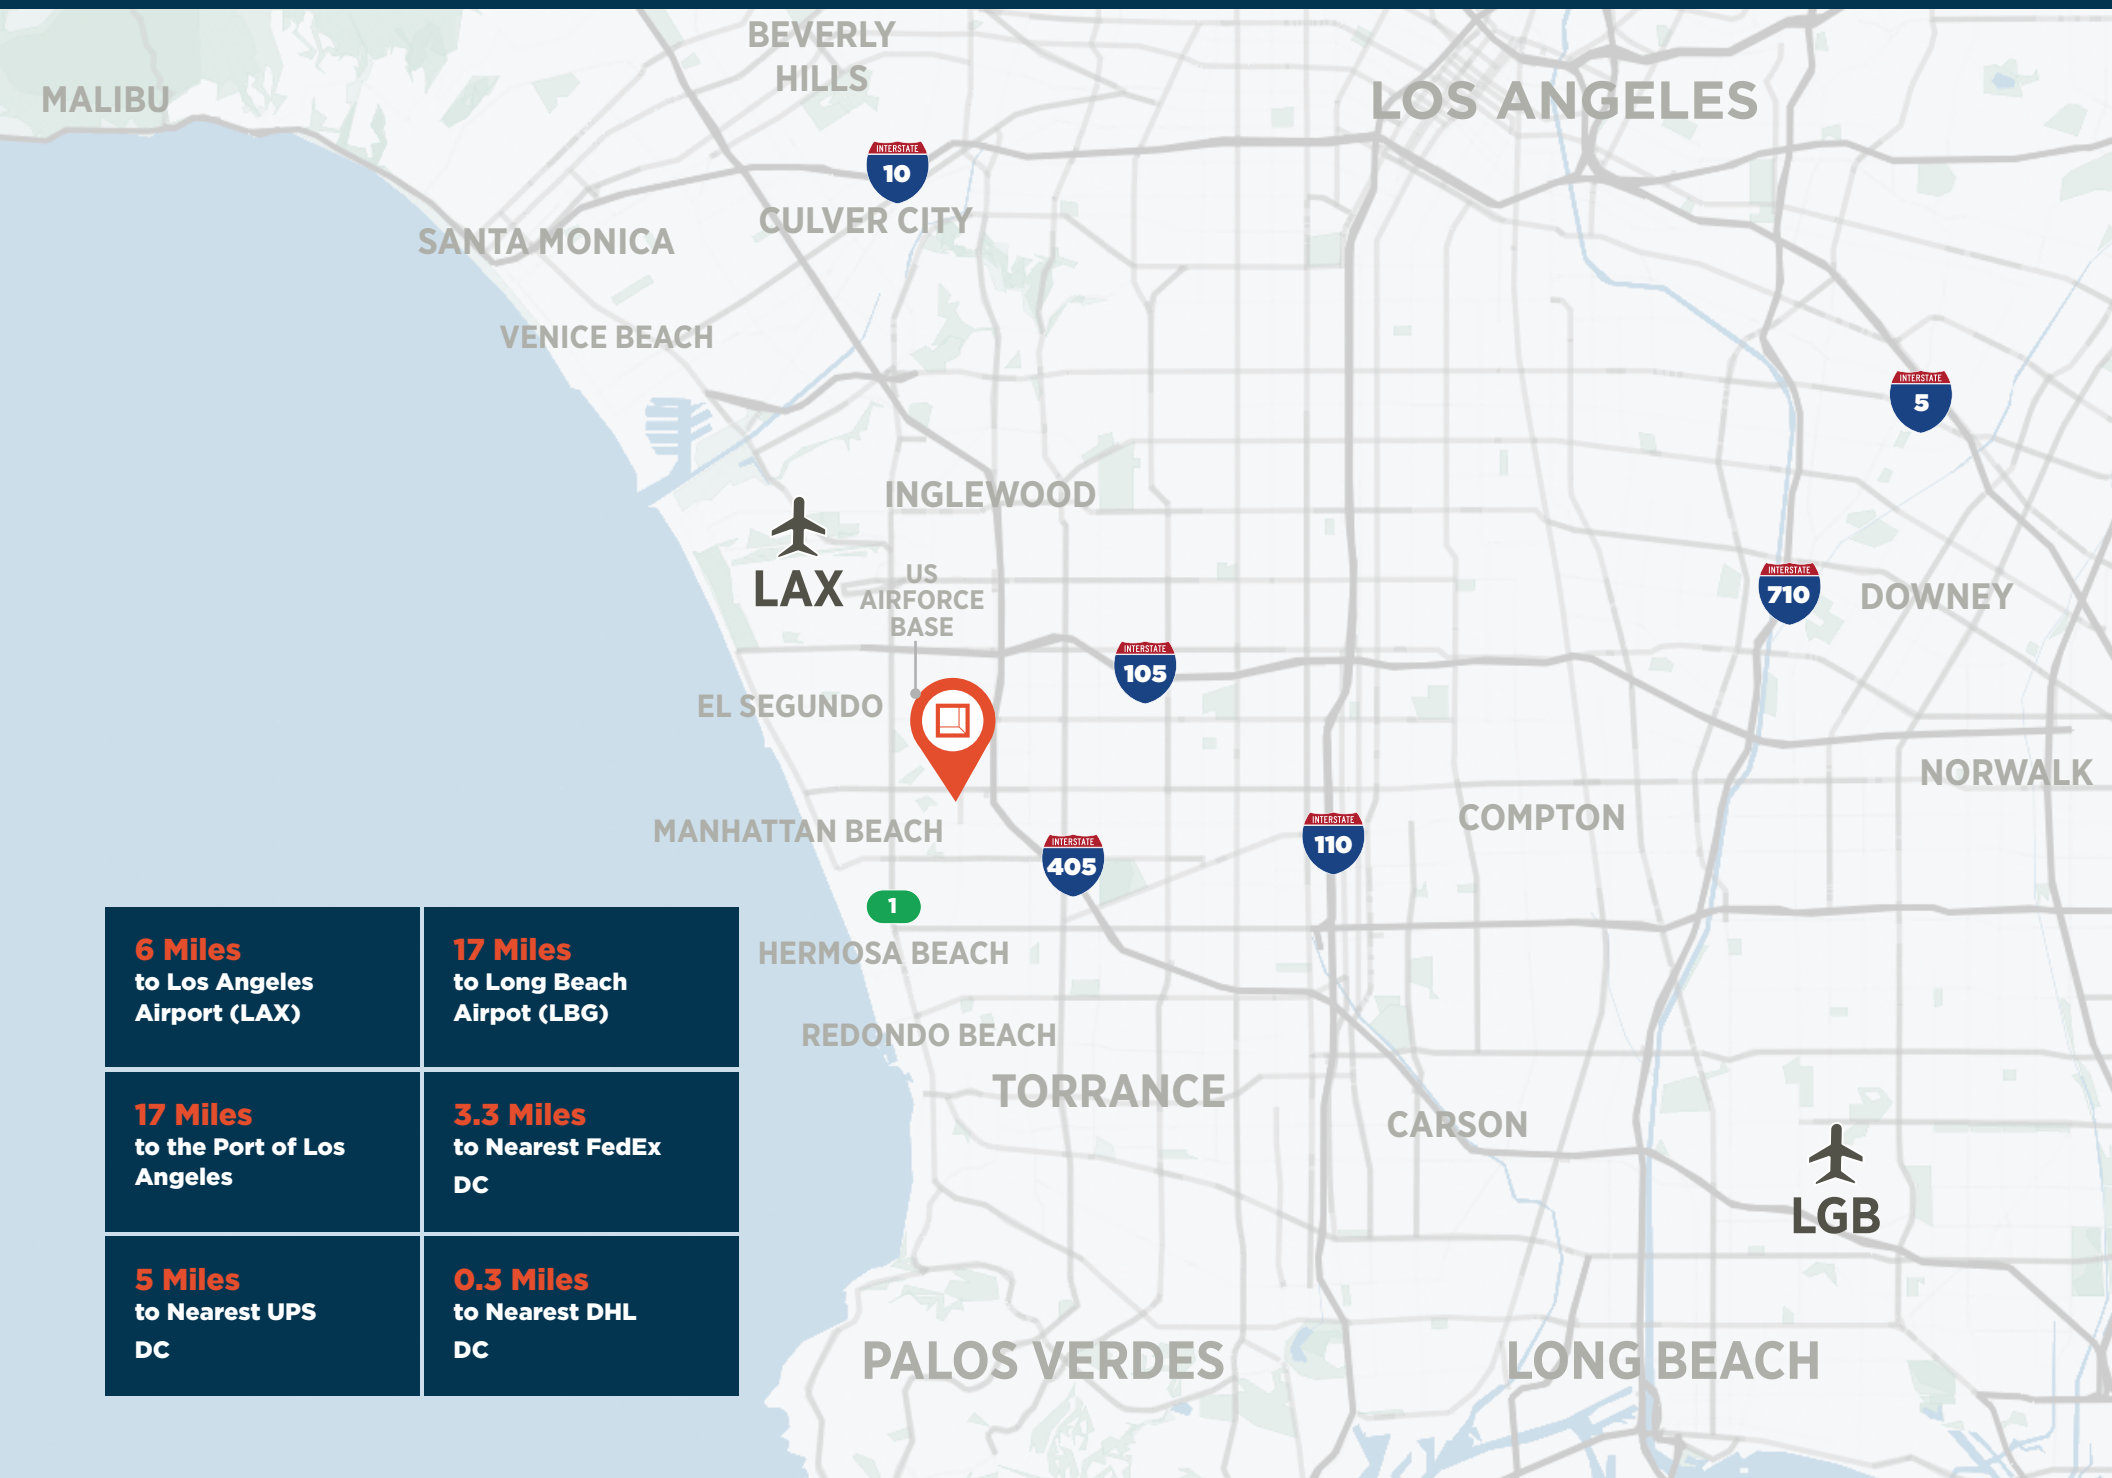 BEVERLY
HILLS
MALIBU
LOS ANGELES
INTERSTATE
10
CULVER CITY
SANTA MONICA
VENICE BEACH
INTERSTATE
5
INGLEWOOD
LAX
US
AIRFORCE
BASE
INTERSTATE
710
DOWNEY
INTERSTATE
105
EL SEGUNDO
NORWALK
MANHATTAN BEACH
INTERSTATE
405
INTERSTATE
110
COMPTON
1
HERMOSA BEACH
REDONDO BEACH
TORRANCE
CARSON
LGB
PALOS VERDES
LONG BEACH
6 Miles
to Los Angeles
Airport (LAX)
17 Miles
to Long Beach
Airpot (LBG)
17 Miles
to the Port of Los
Angeles
3.3 Miles
to Nearest FedEx
DC
5 Miles
to Nearest UPS
DC
0.3 Miles
to Nearest DHL
DC